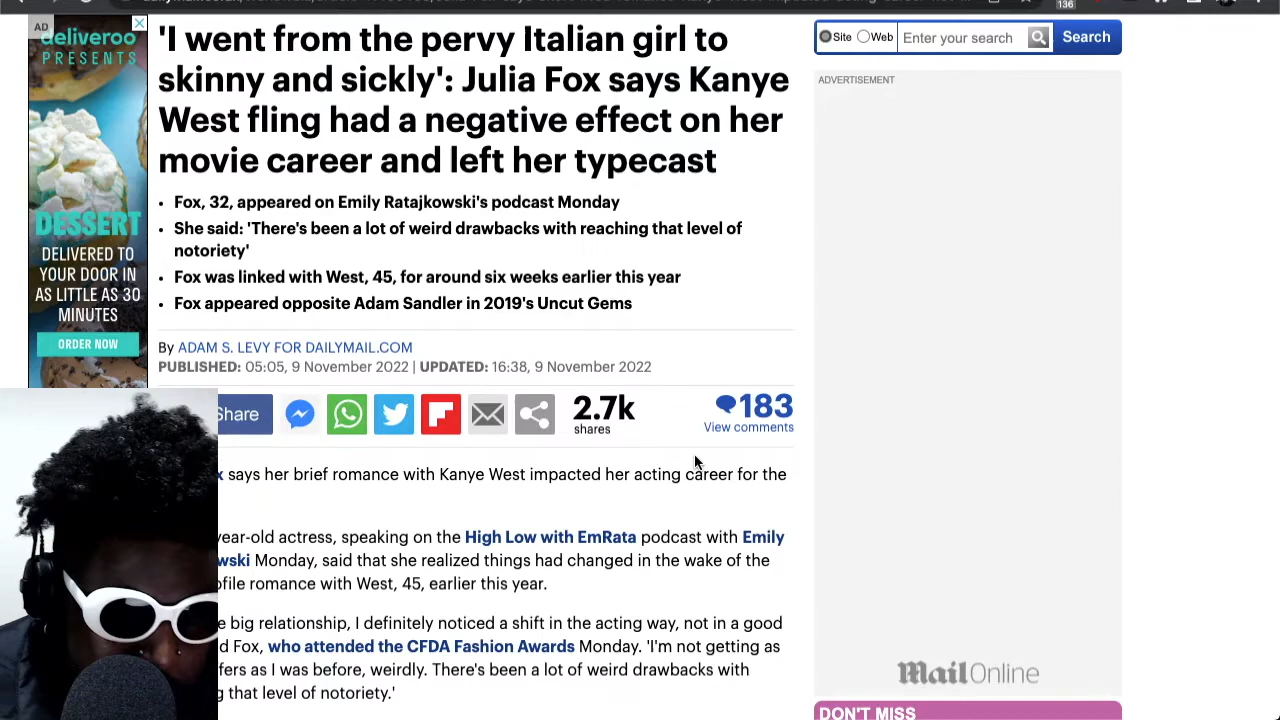 136
AD
deliveroo
PRESENTS
DESSERT
DELIVERED TO
YOUR DOOR IN
AS LITTLE AS 30
MINUTES
ORDER NOW
'I went from the pervy Italian girl to
skinny and sickly': Julia Fox says Kanye
West fling had a negative effect on her
movie career and left her typecast
• Fox, 32, appeared on Emily Ratajkowski's podcast Monday
• She said: 'There's been a lot of weird drawbacks with reaching that level of
notoriety'
• Fox was linked with West, 45, for around six weeks earlier this year
• Fox appeared opposite Adam Sandler in 2019's Uncut Gems
By ADAM S. LEVY FOR DAILYMAIL.COM
PUBLISHED: 05:05, 9 November 2022 | UPDATED: 16:38, 9 November 2022
Share
2.7k
shares
183
View comments
x says her brief romance with Kanye West impacted her acting career for the
year-old actress, speaking on the High Low with EmRata podcast with Emily
wski Monday, said that she realized things had changed in the wake of the
ofile romance with West, 45, earlier this year.
e big relationship, I definitely noticed a shift in the acting way, not in a good
d Fox, who attended the CFDA Fashion Awards Monday. 'I'm not getting as
fers as I was before, weirdly. There's been a lot of weird drawbacks with
g that level of notoriety.'
Site Web Enter your search Search
ADVERTISEMENT
Mail Online
DON'T MISS